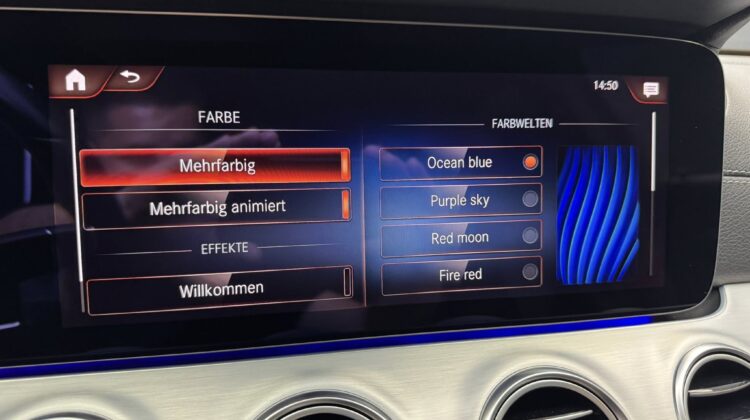 14:50
FARBE
Mehrfarbig
Mehrfarbig animiert
EFFEKTE
Willkommen
FARBWELTEN
Ocean blue
Purple sky
Red moon
Fire red